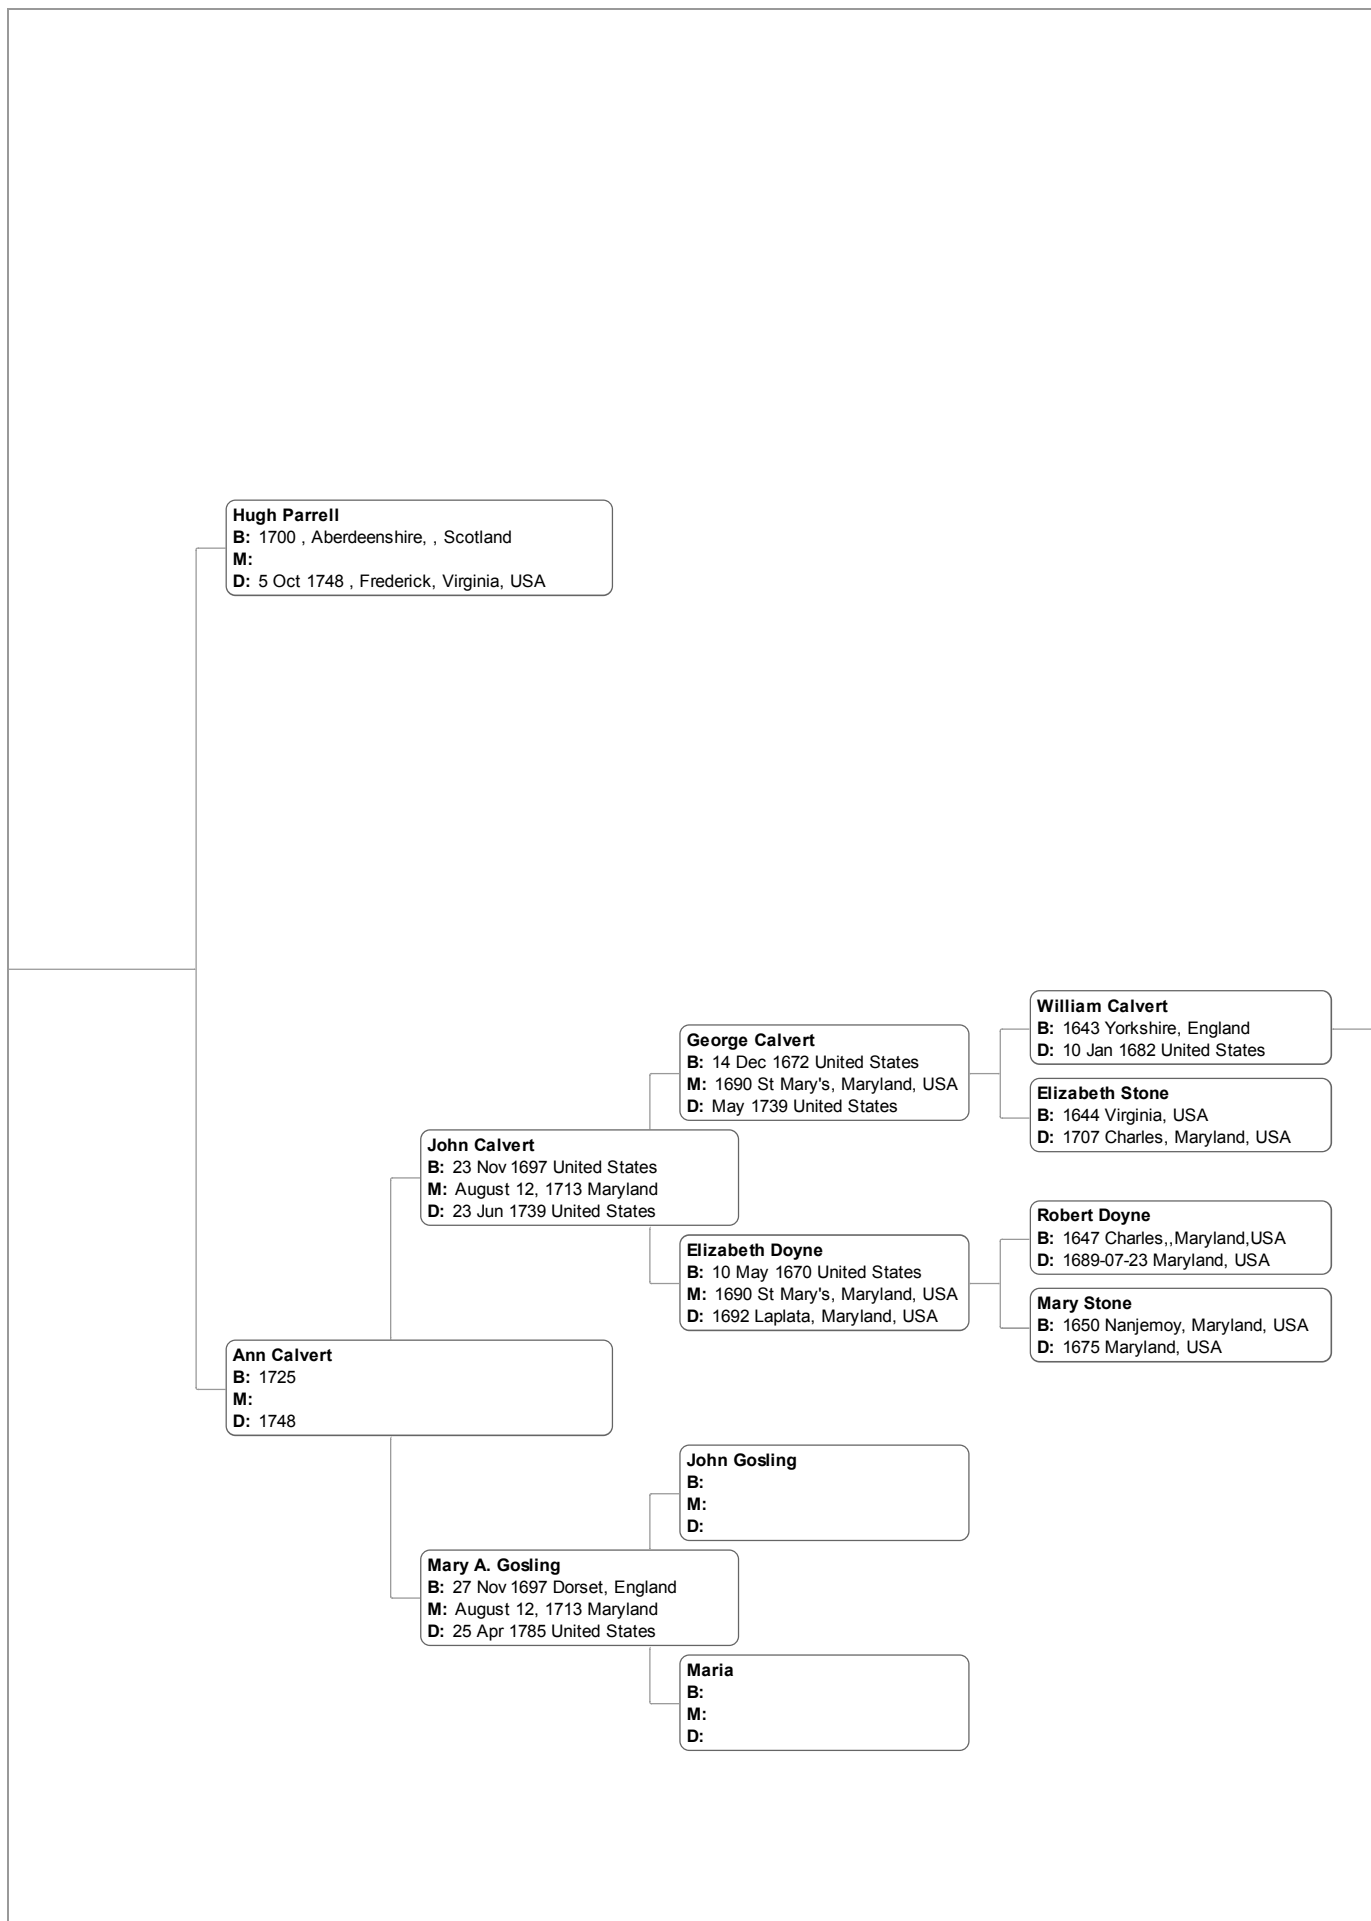 Hugh Parrell
B: 1700 , Aberdeenshire, , Scotland
M:
D: 5 Oct 1748 , Frederick, Virginia, USA
William Calvert
B: 1643 Yorkshire, England
D: 10 Jan 1682 United States
George Calvert
B: 14 Dec 1672 United States
M: 1690 St Mary's, Maryland, USA
D: May 1739 United States
Elizabeth Stone
B: 1644 Virginia, USA
D: 1707 Charles, Maryland, USA
John Calvert
B: 23 Nov 1697 United States
M: August 12, 1713 Maryland
D: 23 Jun 1739 United States
Robert Doyne
B: 1647 Charles,,Maryland,USA
D: 1689-07-23 Maryland, USA
Elizabeth Doyne
B: 10 May 1670 United States
M: 1690 St Mary's, Maryland, USA
D: 1692 Laplata, Maryland, USA
Mary Stone
B: 1650 Nanjemoy, Maryland, USA
D: 1675 Maryland, USA
Ann Calvert
B: 1725
M:
D: 1748
John Gosling
B:
M:
D:
Mary A. Gosling
B: 27 Nov 1697 Dorset, England
M: August 12, 1713 Maryland
D: 25 Apr 1785 United States
Maria
B:
M:
D: